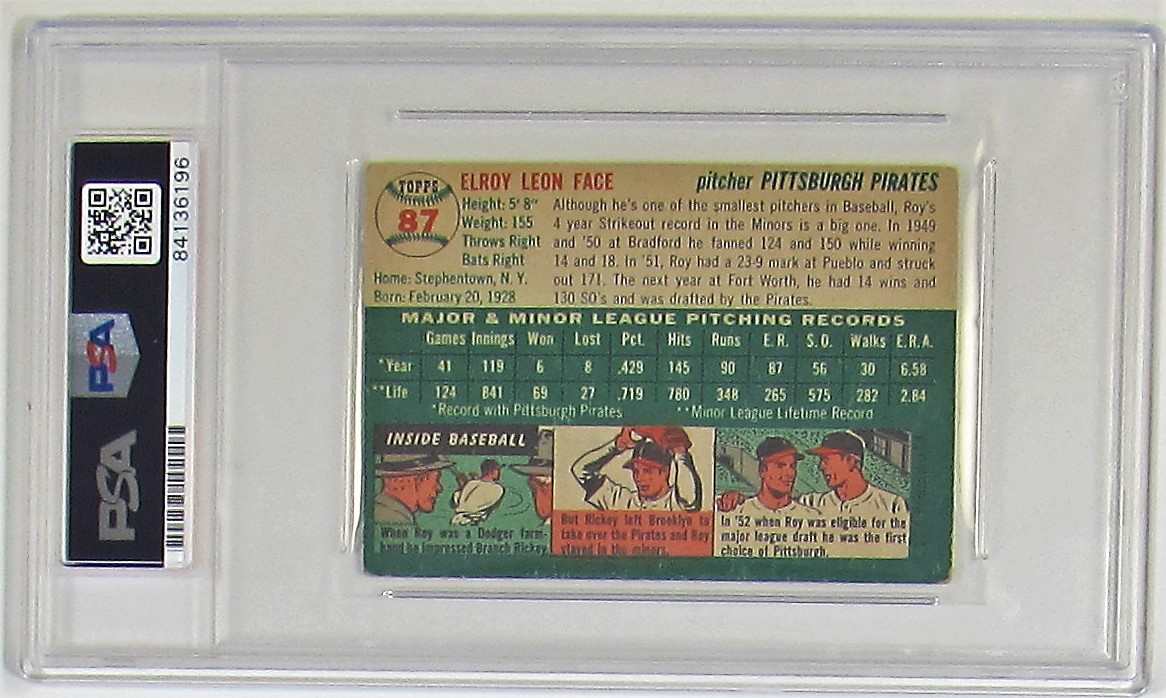 84136196
PSA
PSA
TOPPS
87
ELROY LEON FACE
pitcher PITTSBURGH PIRATES
Height: 5' 8"
Weight: 155
Throws Right
Bats Right
Home: Stephentown, N. Y.
Born: February 20, 1928
Although he's one of the smallest pitchers in Baseball, Roy's
4 year Strikeout record in the Minors is a big one. In 1949
and '50 at Bradford he fanned 124 and 150 while winning
14 and 18. In '51, Roy had a 23-9 mark at Pueblo and struck
out 171. The next year at Fort Worth, he had 14 wins and
130 SO's and was drafted by the Pirates.
MAJOR & MINOR LEAGUE PITCHING RECORDS
Games Innings Won Lost Pct. Hits Runs E. R. S. O. Walks E. R. A.
*Year 41 119 6 8 .429 145 90 87 56 30 6.58
**Life 124 841 69 27 .719 780 348 265 575 282 2.84
*Record with Pittsburgh Pirates **Minor League Lifetime Record
INSIDE BASEBALL
When Roy was a Dodger farm-
hand he impressed Branch Rickey.
But Rickey left Brooklyn to
take over the Pirates and Roy
stayed in the minors.
In '52 when Roy was eligible for the
major league draft he was the first
choice of Pittsburgh.